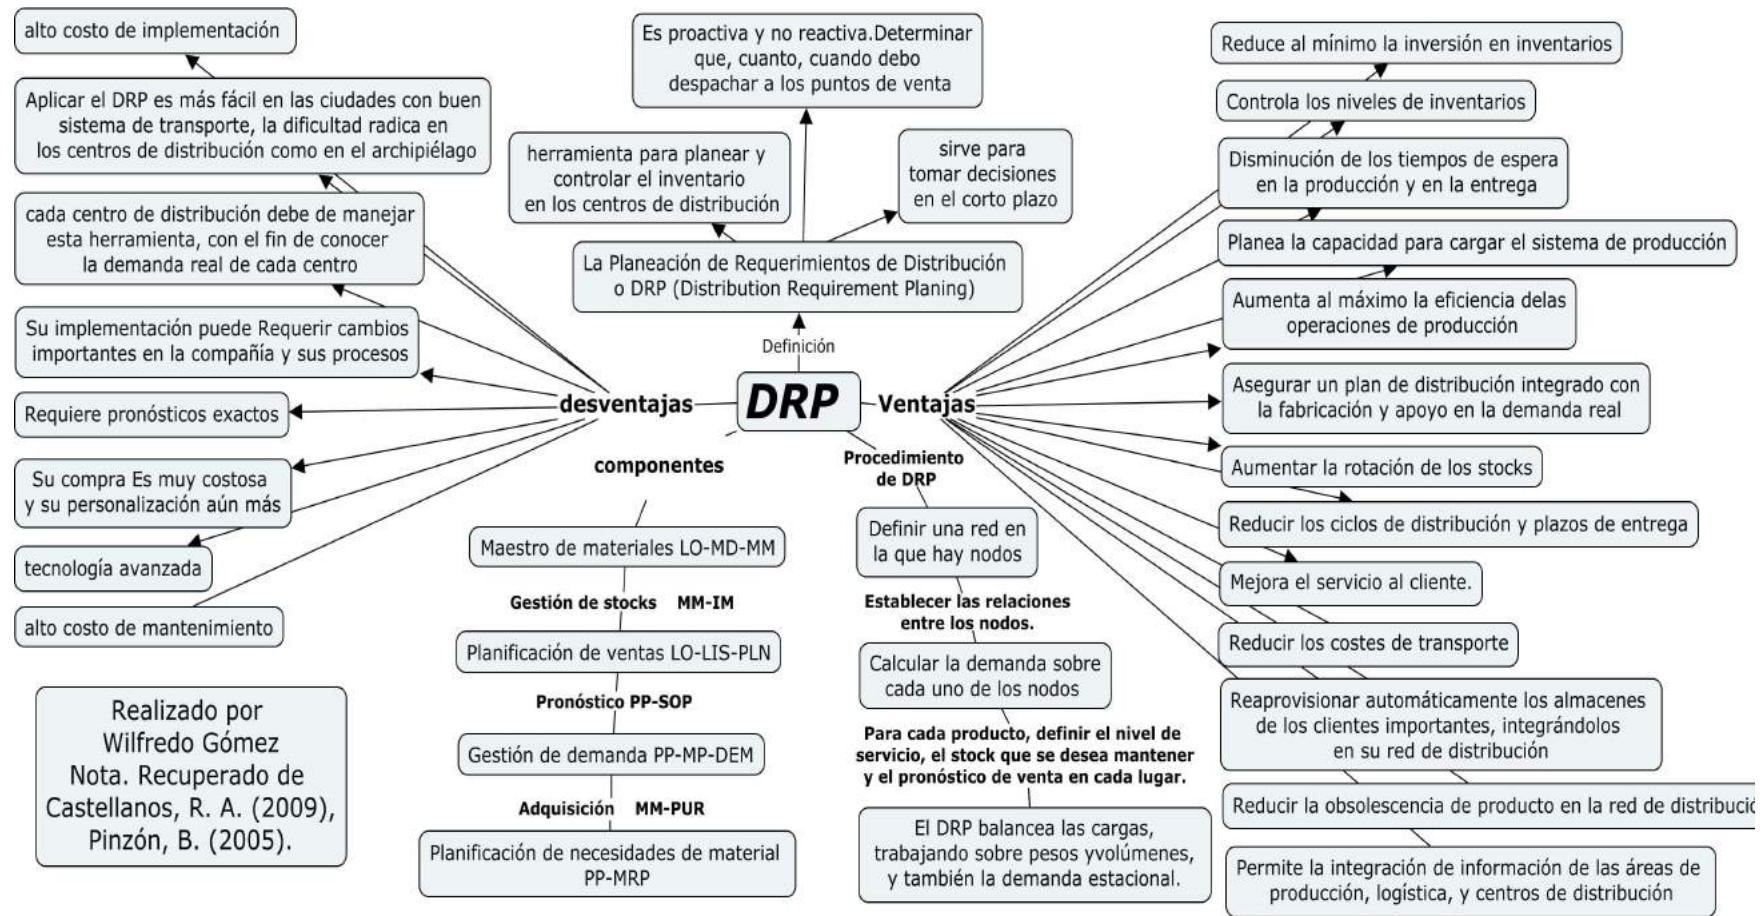 alto costo de implementación
Aplicar el DRP es más fácil en las ciudades con buen
sistema de transporte, la dificultad radica en
los centros de distribución como en el archipiélago
cada centro de distribución debe de manejar
esta herramienta, con el fin de conocer
la demanda real de cada centro
Su implementación puede Requerir cambios
importantes en la compañía y sus procesos
Requiere pronósticos exactos
Su compra Es muy costosa
y su personalización aún más
tecnología avanzada
alto costo de mantenimiento
Realizado por
Wilfredo Gómez
Nota. Recuperado de
Castellanos, R. A. (2009),
Pinzón, B. (2005).
Es proactiva y no reactiva.Determinar
que, cuanto, cuando debo
despachar a los puntos de venta
herramienta para planear y
controlar el inventario
en los centros de distribución
sirve para
tomar decisiones
en el corto plazo
La Planeación de Requerimientos de Distribución
o DRP (Distribution Requirement Planing)
Definición
desventajas
DRP
Ventajas
componentes
Maestro de materiales LO-MD-MM
Gestión de stocks MM-IM
Planificación de ventas LO-LIS-PLN
Pronóstico PP-SOP
Gestión de demanda PP-MP-DEM
Adquisición MM-PUR
Planificación de necesidades de material
PP-MRP
Procedimiento
de DRP
Definir una red en
la que hay nodos
Establecer las relaciones
entre los nodos.
Calcular la demanda sobre
cada uno de los nodos
Para cada producto, definir el nivel de
servicio, el stock que se desea mantener
y el pronóstico de venta en cada lugar.
El DRP balancea las cargas,
trabajando sobre pesos yvolúmenes,
y también la demanda estacional.
Reduce al mínimo la inversión en inventarios
Controla los niveles de inventarios
Disminución de los tiempos de espera
en la producción y en la entrega
Planea la capacidad para cargar el sistema de producción
Aumenta al máximo la eficiencia delas
operaciones de producción
Asegurar un plan de distribución integrado con
la fabricación y apoyo en la demanda real
Aumentar la rotación de los stocks
Reducir los ciclos de distribución y plazos de entrega
Mejora el servicio al cliente.
Reducir los costes de transporte
Reaprovisionar automáticamente los almacenes
de los clientes importantes, integrándolos
en su red de distribución
Reducir la obsolescencia de producto en la red de
Permite la integración de información de las áreas de
producción, logística, y centros de distribución